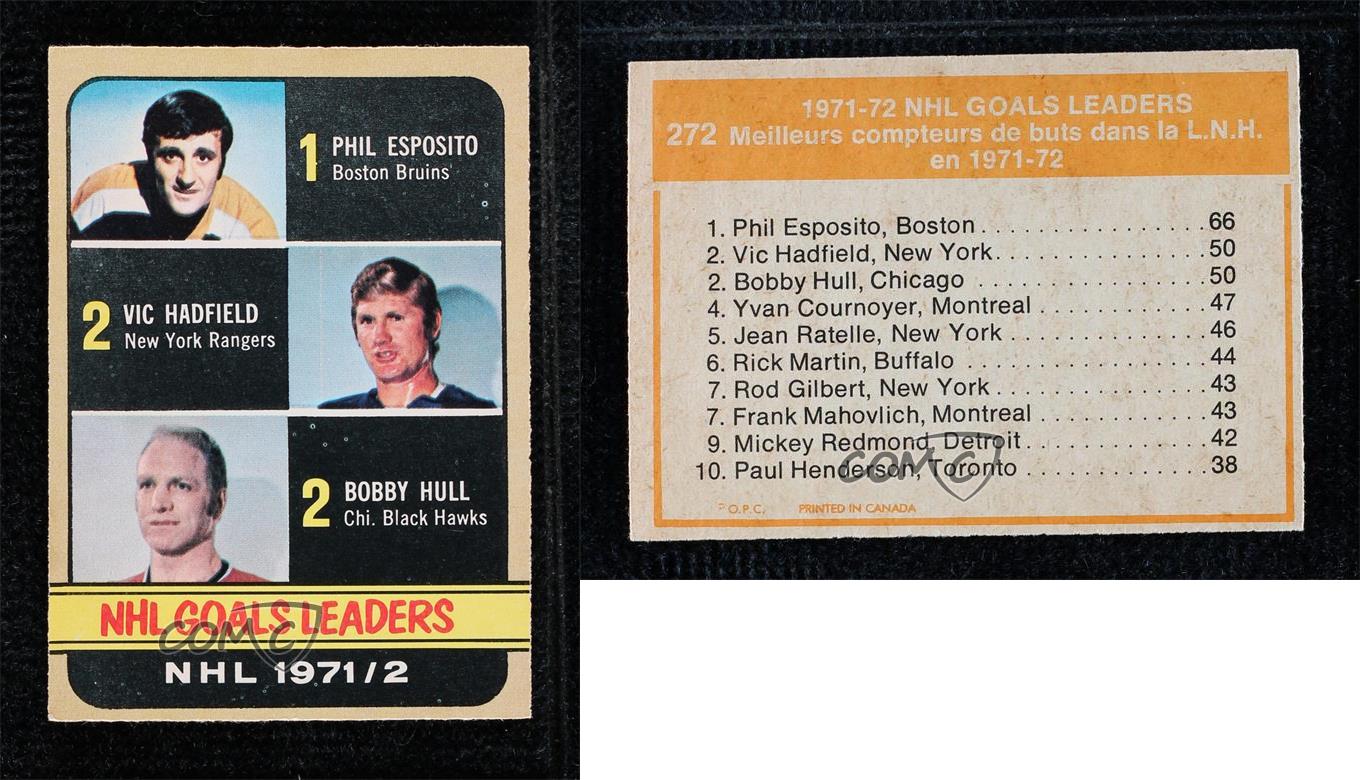 1 PHIL ESPOSITO
Boston Bruins
2 VIC HADFIELD
New York Rangers
2 BOBBY HULL
Chi. Black Hawks
NHL GOALS LEADERS
COMC
NHL 1971/2
1971-72 NHL GOALS LEADERS
272 Meilleurs compteurs de buts dans la L.N.H.
en 1971-72
1. Phil Esposito, Boston . . . . . . . . . . . . . . . . . . 66
2. Vic Hadfield, New York . . . . . . . . . . . . . . . . . 50
2. Bobby Hull, Chicago . . . . . . . . . . . . . . . . . . 50
4. Yvan Cournoyer, Montreal . . . . . . . . . . . . . . 47
5. Jean Ratelle, New York . . . . . . . . . . . . . . . . 46
6. Rick Martin, Buffalo . . . . . . . . . . . . . . . . . . . 44
7. Rod Gilbert, New York . . . . . . . . . . . . . . . . . 43
7. Frank Mahovlich, Montreal . . . . . . . . . . . . . . 43
9. Mickey Redmond, Detroit . . . . . . . . . . . . . . . 42
10. Paul Henderson, Toronto . . . . . . . . . . . . . . . 38
COMC
O.P.C. PRINTED IN CANADA